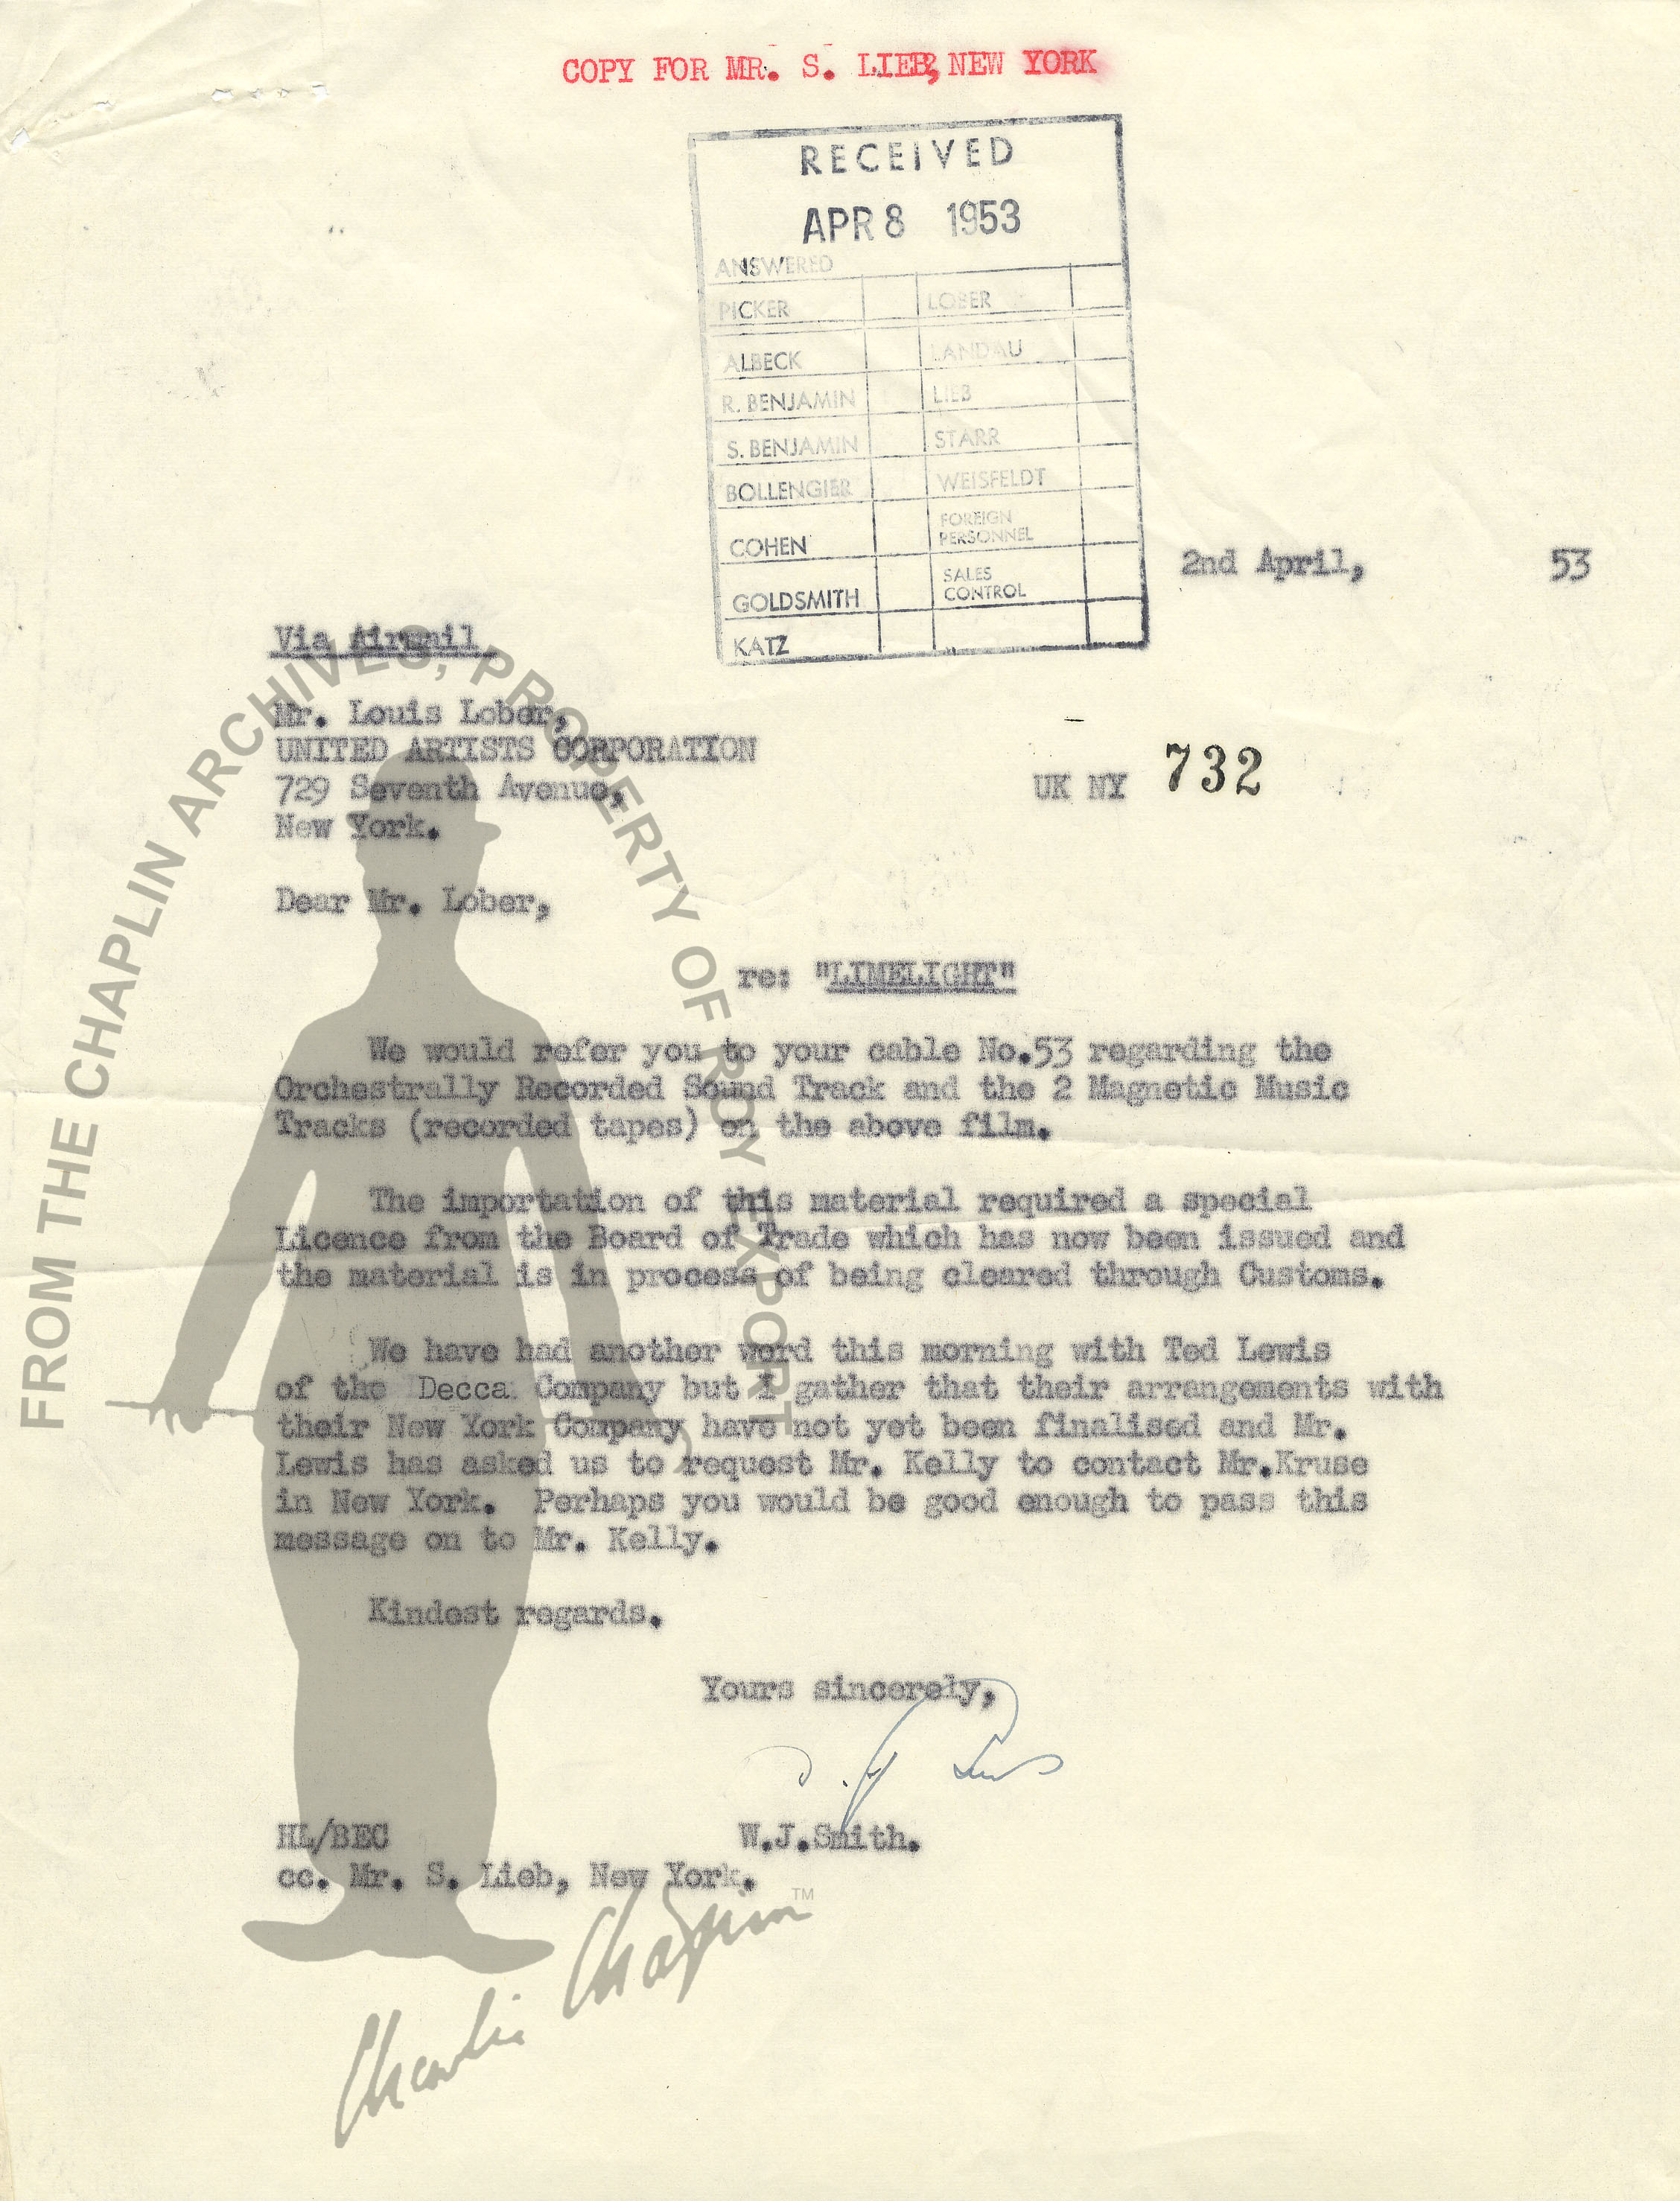 COPY FOR MR. S. LIEB, NEW YORK
RECEIVED
APR 8 1953
ANSWERED
PICKER LOBER
ALBECK LANDAU
R. BENJAMIN LIEB
S. BENJAMIN STARR
BOLLENGIER WEISFELDT
COHEN FOREIGN PERSONNEL
GOLDSMITH SALES CONTROL
KATZ
2nd April, 53
Via Airmail.
Mr. Louis Lober,
UNITED ARTISTS CORPORATION
729 Seventh Avenue,
New York.
UK NY 732
Dear Mr. Lober,
re: "LIMELIGHT"
We would refer you to your cable No.53 regarding the
Orchestrally Recorded Sound Track and the 2 Magnetic Music
Tracks (recorded tapes) on the above film.
The importation of this material required a special
Licence from the Board of Trade which has now been issued and
the material is in process of being cleared through Customs.
We have had another word this morning with Ted Lewis
of the Decca Company but I gather that their arrangements with
their New York Company have not yet been finalised and Mr.
Lewis has asked us to request Mr. Kelly to contact Mr.Kruse
in New York. Perhaps you would be good enough to pass this
message on to Mr. Kelly.
Kindest regards.
Yours sincerely,
W.J.Smith.
HL/BEC
cc. Mr. S. Lieb, New York.
FROM THE CHAPLIN ARCHIVES, PROPERTY OF ROY EXPORT
Charlie Chaplin ™